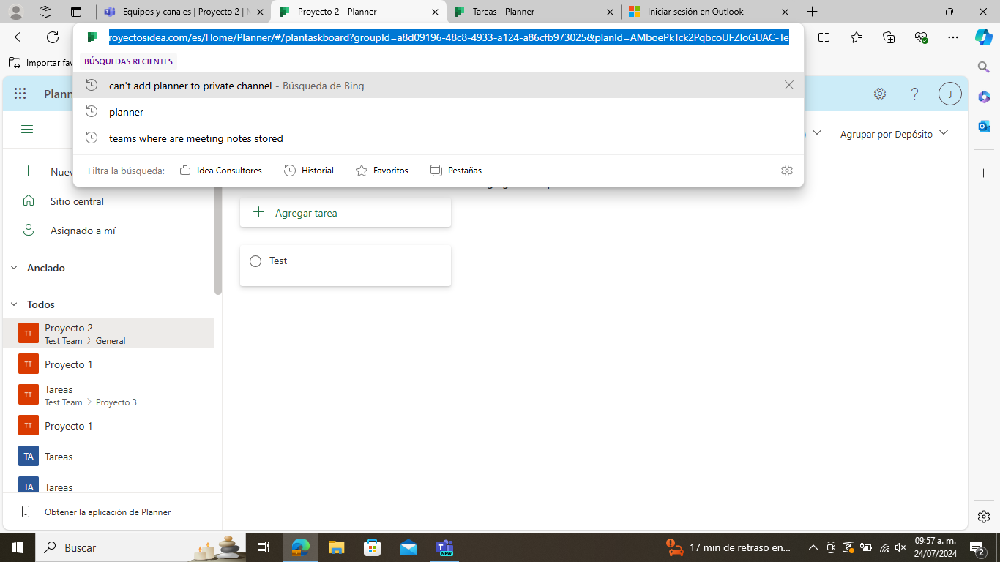 Equipos y canales | Proyecto 2 |
Proyecto 2 - Planner
Tareas - Planner
Iniciar sesión en Outlook
royectosidea.com/es/Home/Planner/#/plantaskboard?groupId=a8d09196-48c8-4933-a124-a86cfb973025&planId=AMboePkTck2PqbcoUFZloGUAC-Te
Importar fav
BÚSQUEDAS RECIENTES
can't add planner to private channel - Búsqueda de Bing
planner
teams where are meeting notes stored
Filtra la búsqueda:
Idea Consultores
Historial
Favoritos
Pestañas
Plann
J
Agrupar por Depósito
Nuev
Sitio central
Asignado a mí
Anclado
Todos
TT
Proyecto 2
Test Team > General
TT
Proyecto 1
TT
Tareas
Test Team > Proyecto 3
TT
Proyecto 1
TA
Tareas
TA
Tareas
Obtener la aplicación de Planner
Agregar tarea
Test
Buscar
NEW
17 min de retraso en...
09:57 a. m.
24/07/2024
2